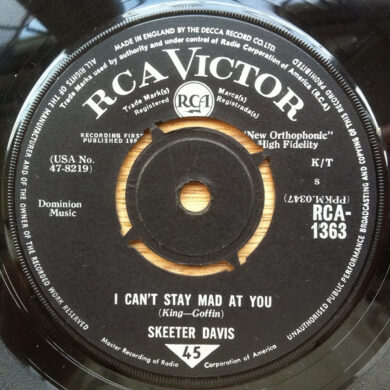 MADE IN ENGLAND BY THE DECCA RECORD CO. LTD.
Trade Marks used by authority and under control of Radio Corporation of America (R.C.A)
ALL RIGHTS OF THE MANUFACTURER AND OF THE OWNER OF THE RECORDED WORK RESERVED
RCA VICTOR
Trade Mark(s)
Registered
RCA
Marca(s)
Registrada(s)
RECORDING FIRST
PUBLISHED
"New Orthophonic"
High Fidelity
(USA No.
47-8219)
K/T
s
(PPKM.0347)
Dominion
Music
RCA-
1363
I CAN'T STAY MAD AT YOU
(King—Goffin)
SKEETER DAVIS
45
Master Recording of Radio Corporation of America
UNAUTHORISED PUBLIC PERFORMANCE BROADCASTING AND COPYING OF THIS RECORD PROHIBITED